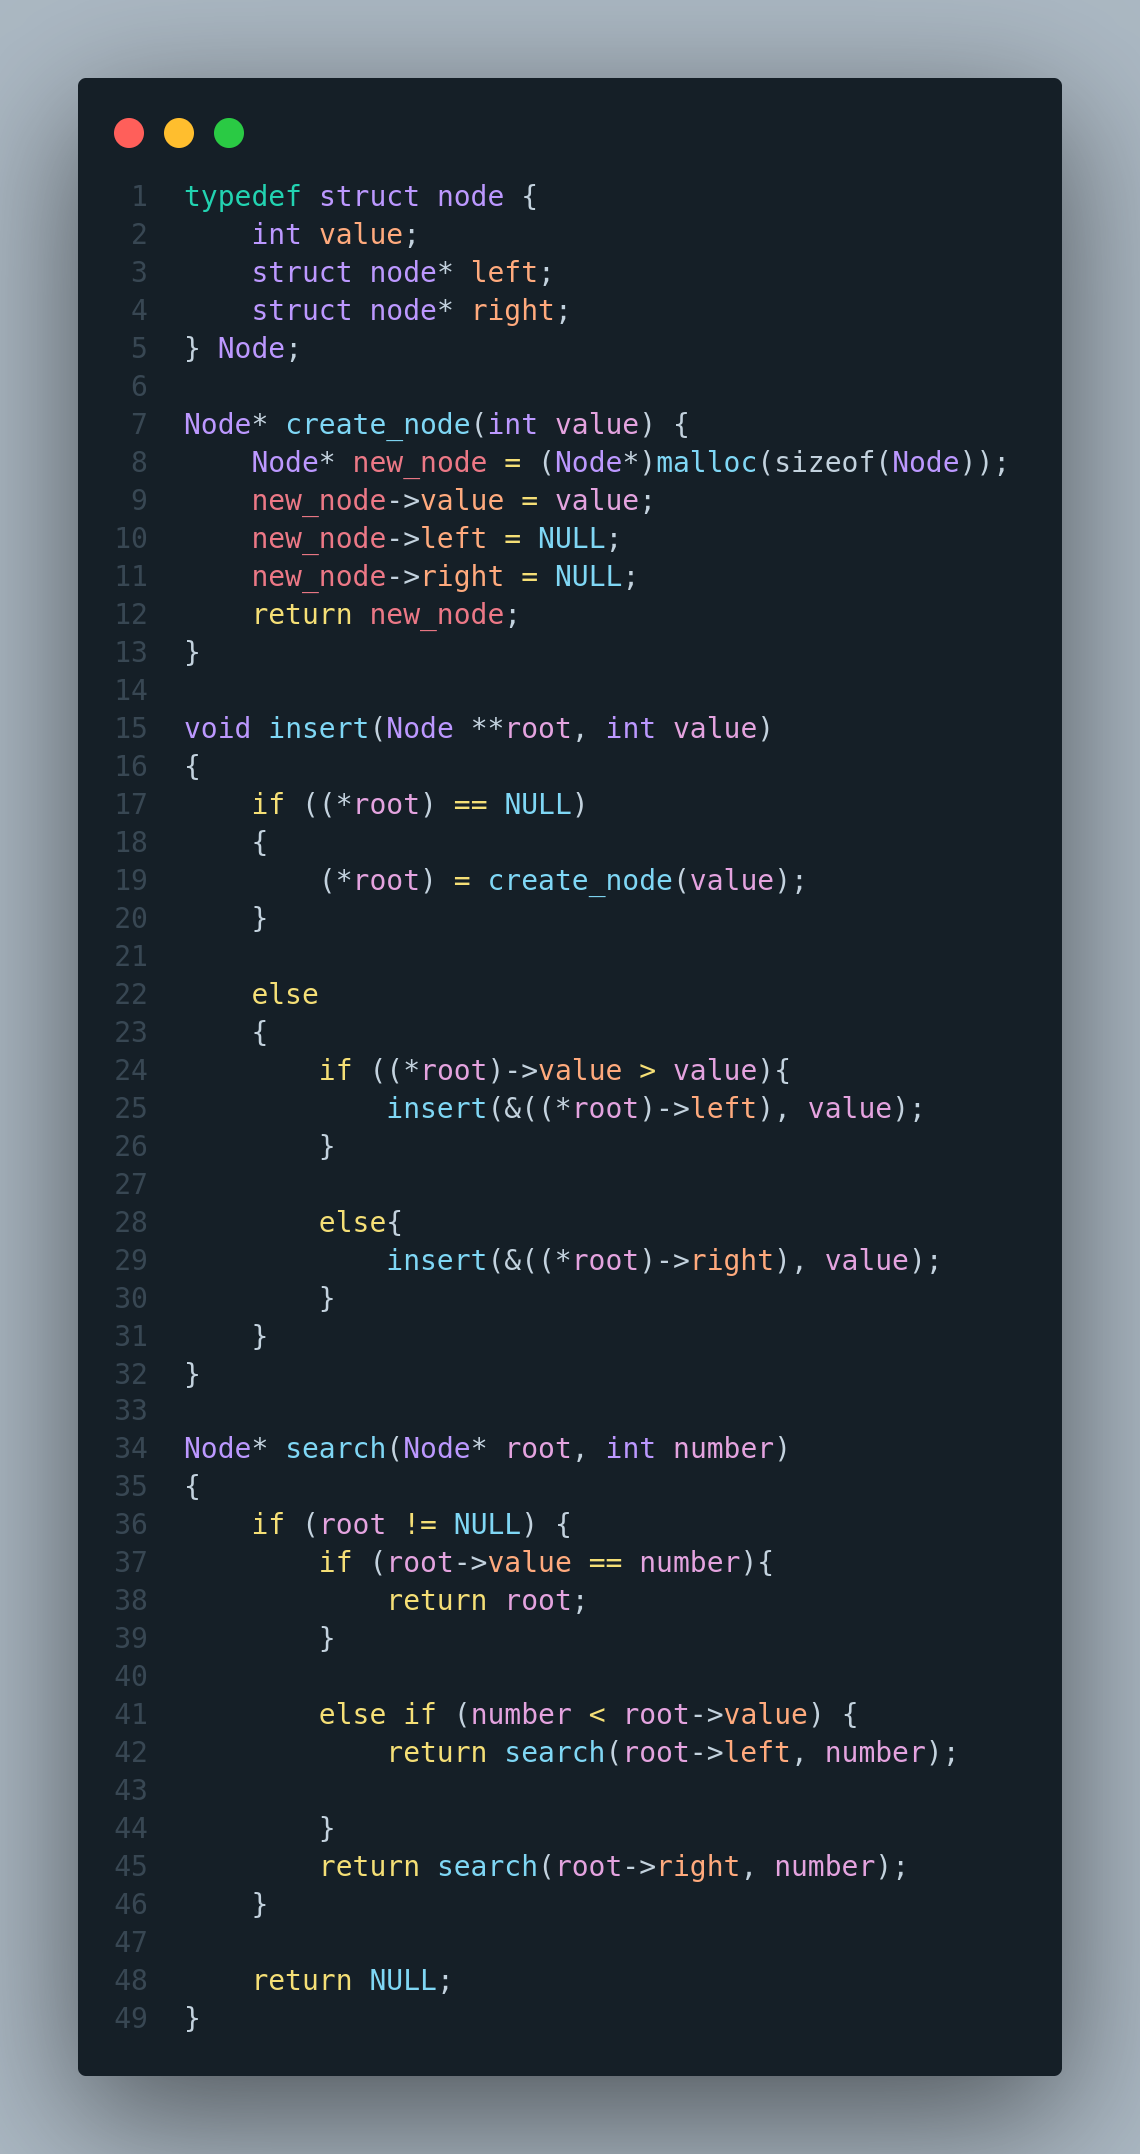 1 typedef struct node {
2     int value;
3     struct node* left;
4     struct node* right;
5 } Node;
6
7 Node* create_node(int value) {
8     Node* new_node = (Node*)malloc(sizeof(Node));
9     new_node->value = value;
10     new_node->left = NULL;
11     new_node->right = NULL;
12     return new_node;
13 }
14
15 void insert(Node **root, int value)
16 {
17     if ((*root) == NULL)
18     {
19         (*root) = create_node(value);
20     }
21
22     else
23     {
24         if ((*root)->value > value){
25             insert(&((*root)->left), value);
26         }
27
28         else{
29             insert(&((*root)->right), value);
30         }
31     }
32 }
33
34 Node* search(Node* root, int number)
35 {
36     if (root != NULL) {
37         if (root->value == number){
38             return root;
39         }
40
41         else if (number < root->value) {
42             return search(root->left, number);
43
44         }
45         return search(root->right, number);
46     }
47
48     return NULL;
49 }